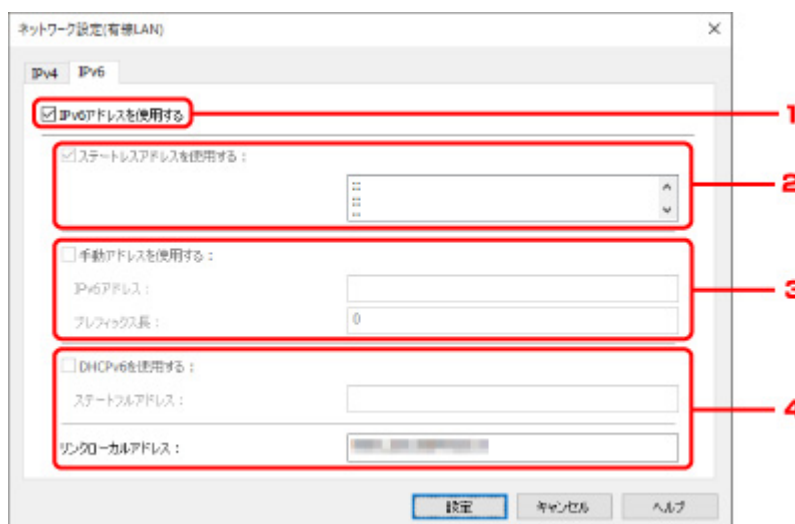 ネットワーク設定(有線LAN)
IPv4 IPv6
IPv6アドレスを使用する
1
ステートレスアドレスを使用する：
::
::
::
2
手動アドレスを使用する：
IPv6アドレス：
プレフィックス長： 0
3
DHCPv6を使用する：
ステートフルアドレス：
4
リンクローカルアドレス：
設定 キャンセル ヘルプ